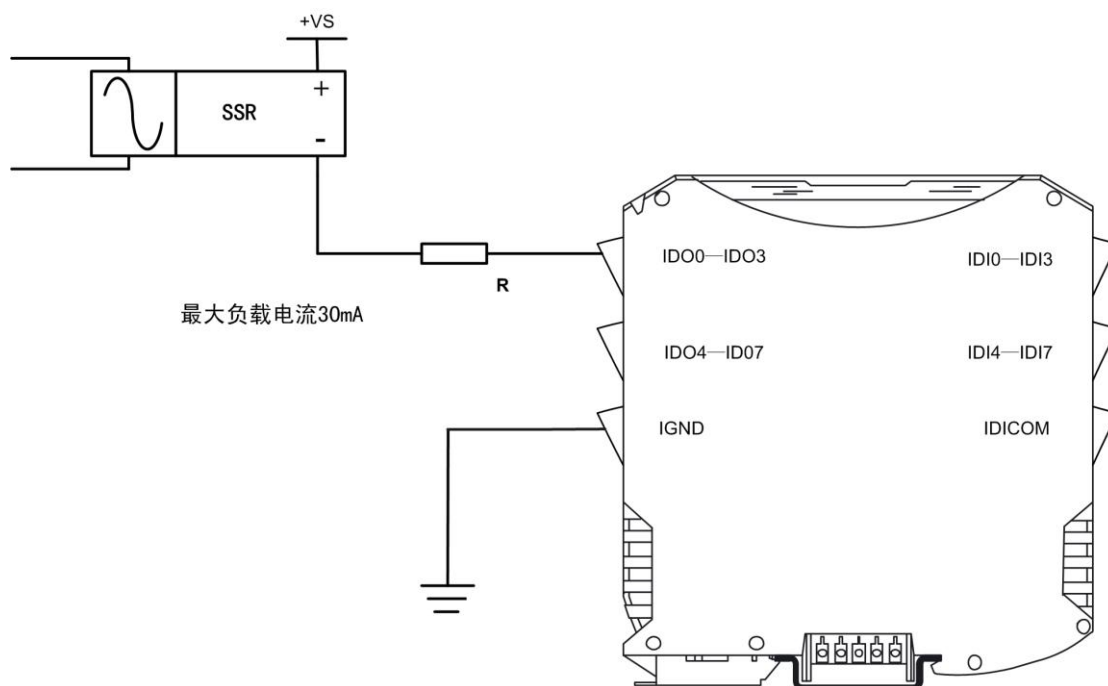 +VS
+
SSR
-
IDO0—IDO3
IDI0—IDI3
R
最大负载电流30mA
IDO4—ID07
IDI4—IDI7
IGND
IDICOM